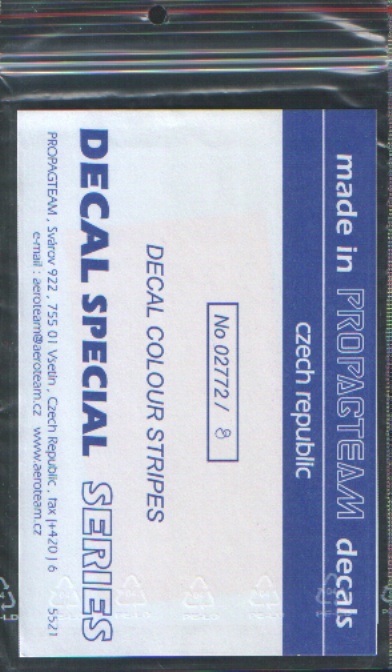 made in PROPAGTEAM decals
czech republic
No 02772 / 8
DECAL COLOUR STRIPES
DECAL SPECIAL SERIES
PROPAGTEAM , Svárov 922 , 755 01 Vsetín , Czech Republic , fax (+420 ) 6 5521
e-mail : aeroteam@aeroteam.cz www.aeroteam.cz